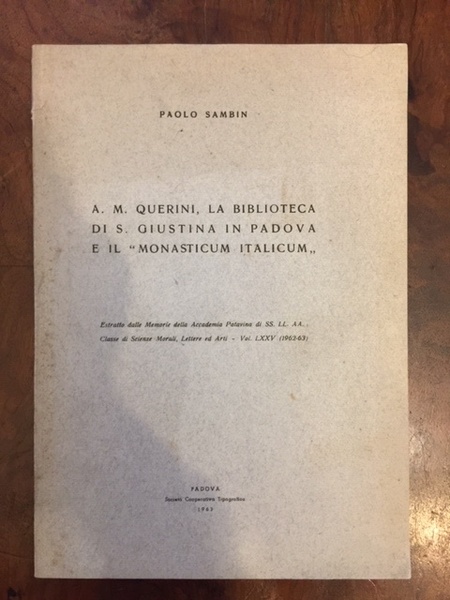 PAOLO SAMBIN
A. M. QUERINI, LA BIBLIOTECA
DI S. GIUSTINA IN PADOVA
E IL “MONASTICUM ITALICUM„
Estratto dalle Memorie della Accademia Patavina di SS. LL. AA. .
Classe di Scienze Morali, Lettere ed Arti - Vol. LXXV (1962-63)
PADOVA
Società Cooperativa Tipografica
1963